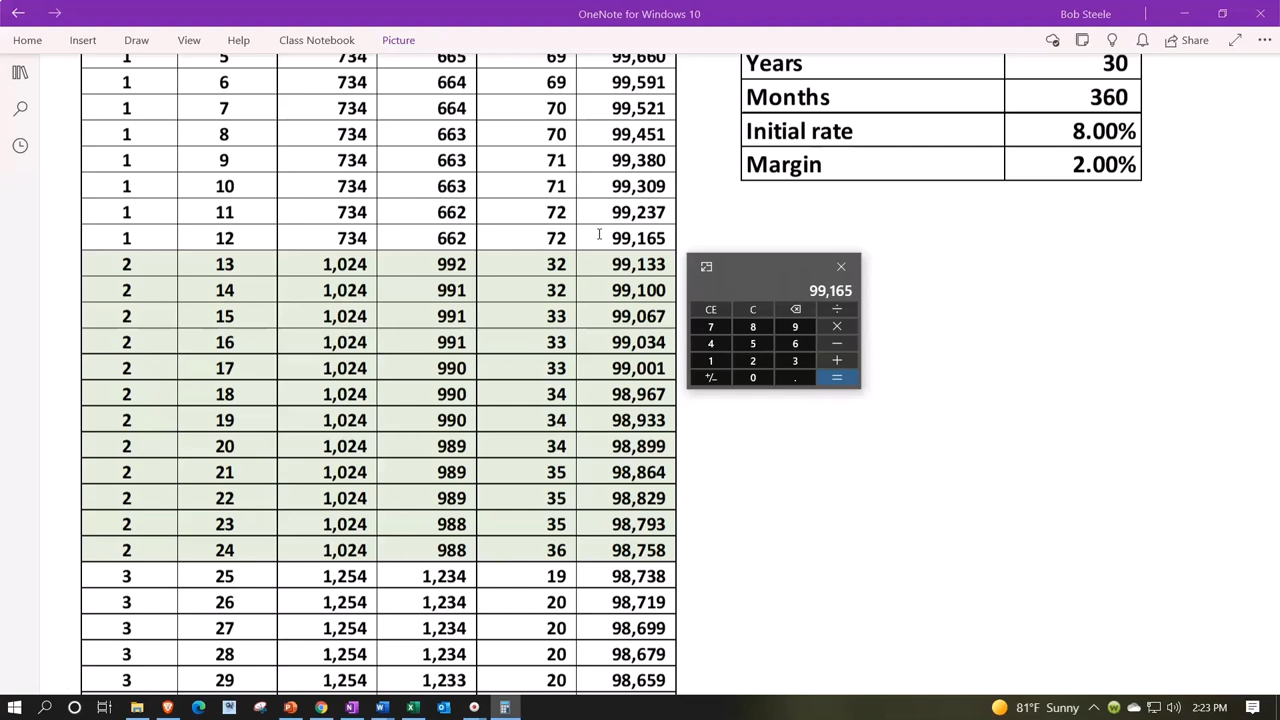 OneNote for Windows 10
Bob Steele
Home Insert Draw View Help Class Notebook Picture
Share
1 5 734 665 69 99,660
1 6 734 664 69 99,591
1 7 734 664 70 99,521
1 8 734 663 70 99,451
1 9 734 663 71 99,380
1 10 734 663 71 99,309
1 11 734 662 72 99,237
1 12 734 662 72 99,165
2 13 1,024 992 32 99,133
2 14 1,024 991 32 99,100
2 15 1,024 991 33 99,067
2 16 1,024 991 33 99,034
2 17 1,024 990 33 99,001
2 18 1,024 990 34 98,967
2 19 1,024 990 34 98,933
2 20 1,024 989 34 98,899
2 21 1,024 989 35 98,864
2 22 1,024 989 35 98,829
2 23 1,024 988 35 98,793
2 24 1,024 988 36 98,758
3 25 1,254 1,234 19 98,738
3 26 1,254 1,234 20 98,719
3 27 1,254 1,234 20 98,699
3 28 1,254 1,234 20 98,679
3 29 1,254 1,233 20 98,659
Years 30
Months 360
Initial rate 8.00%
Margin 2.00%
99,165
CE C ⌫ ÷
7 8 9 ×
4 5 6 −
1 2 3 +
+/- 0 . =
81°F Sunny
2:23 PM